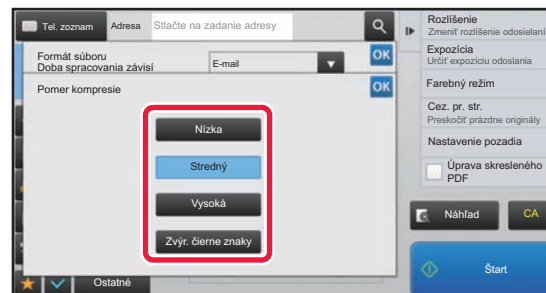 Tel. zoznam
Adresa
Stlačte na zadanie adresy
Formát súboru
Doba spracovania závisí
E-mail
OK
Pomer kompresie
OK
Nízka
Stredný
Vysoká
Zvýr. čierne znaky
Ostatné
Rozlíšenie
Zmeniť rozlíšenie odosielaní
Expozícia
Určiť expozíciu odoslania
Farebný režim
Cez. pr. str.
Preskočiť prázdne originály
Nastavenie pozadia
Úprava skresleného
PDF
Náhľad
CA
Štart